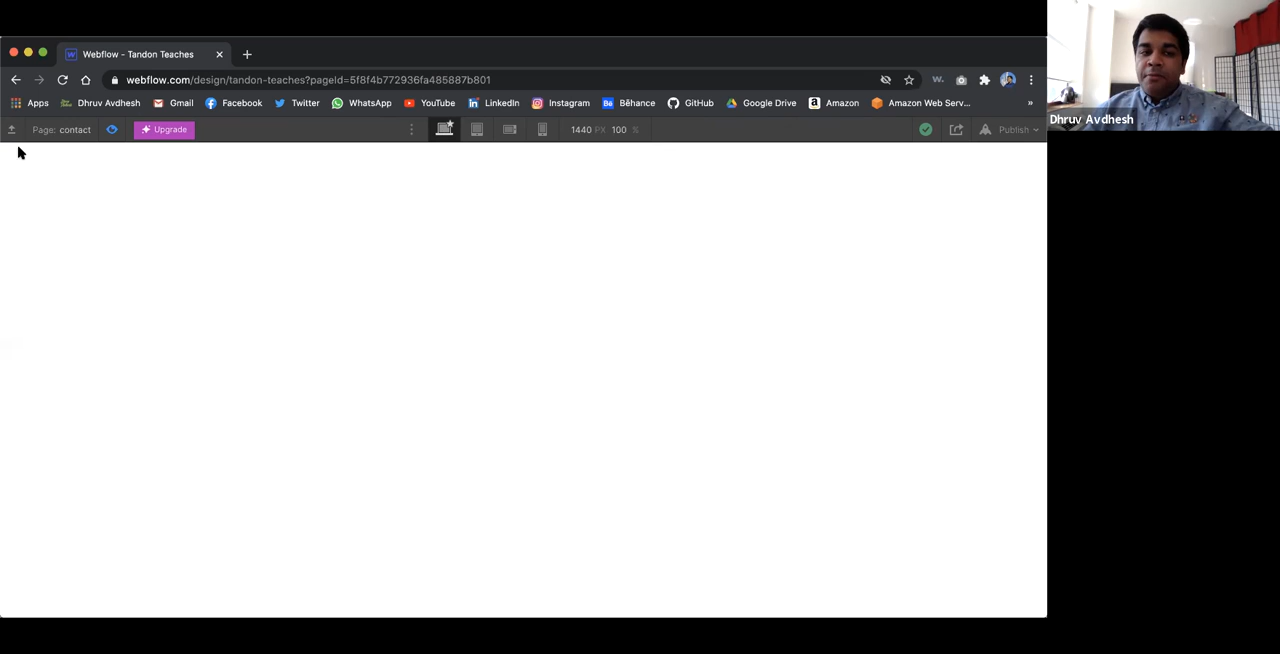 Webflow - Tandon Teaches
webflow.com/design/tandon-teaches?pageId=5f8f4b772936fa485887b801
Apps Dhruv Avdhesh Gmail Facebook Twitter WhatsApp YouTube LinkedIn Instagram Bēhance GitHub Google Drive Amazon Amazon Web Serv... »
Page: contact Upgrade 1440 PX 100 % Publish
Dhruv Avdhesh